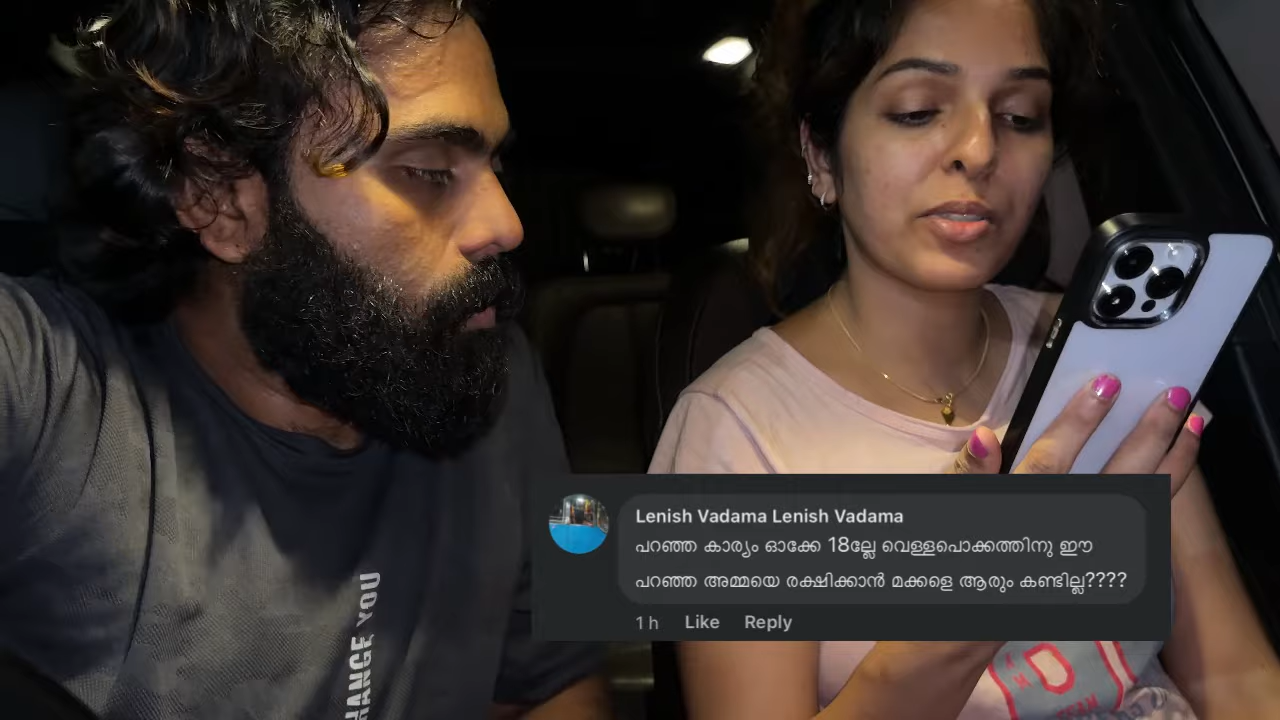 Lenish Vadama Lenish Vadama
പറഞ്ഞ കാര്യം ഓക്കേ 18ല്ലേ വെള്ളപൊക്കത്തിനു ഈ
പറഞ്ഞ അമ്മയെ രക്ഷിക്കാൻ മക്കളെ ആരും കണ്ടില്ല????
1 h Like Reply
HANGE YOU